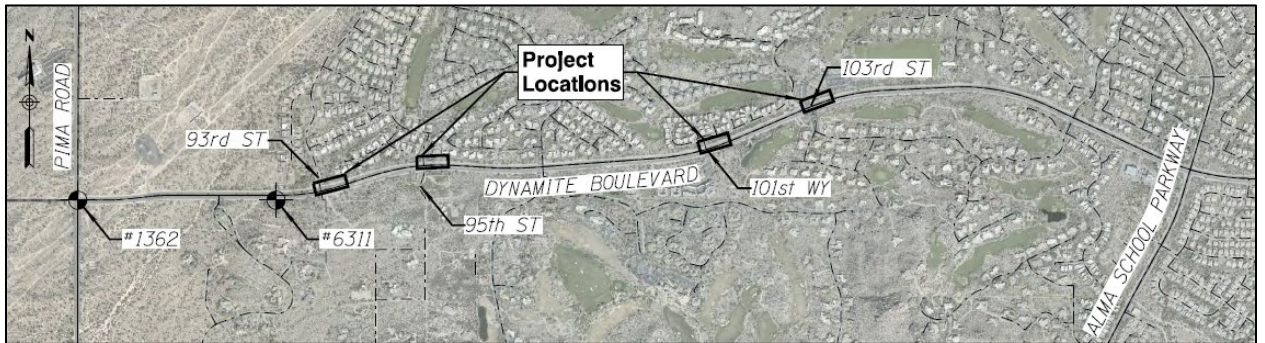 N
PIMA ROAD
Project
Locations
103rd ST
93rd ST
DYNAMITE BOULEVARD
101st WY
95th ST
#1362
#6311
ALMA SCHOOL PARKWAY